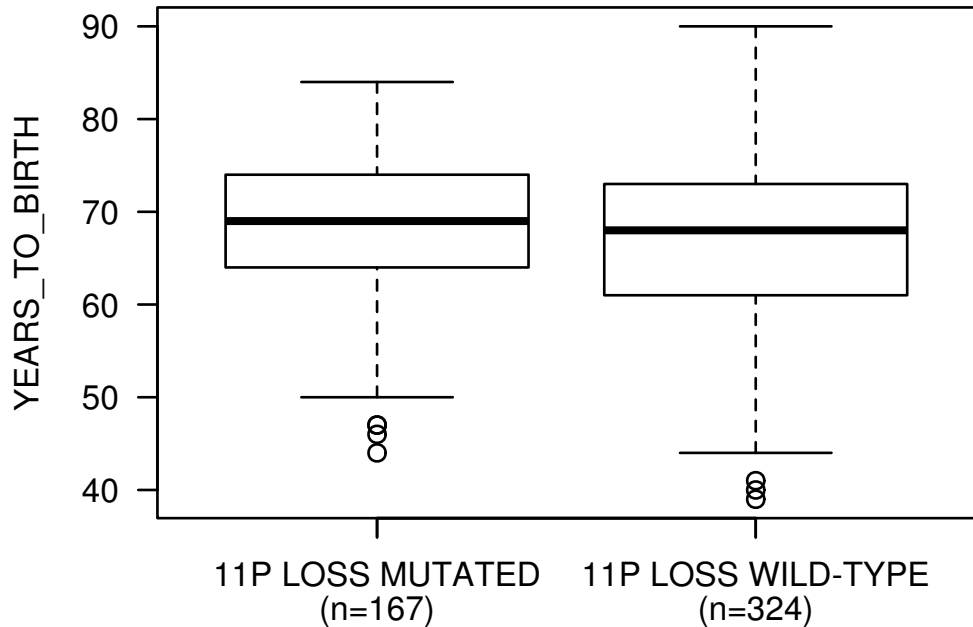 YEARS_TO_BIRTH
90
80
70
60
50
40
11P LOSS MUTATED
(n=167)
11P LOSS WILD-TYPE
(n=324)